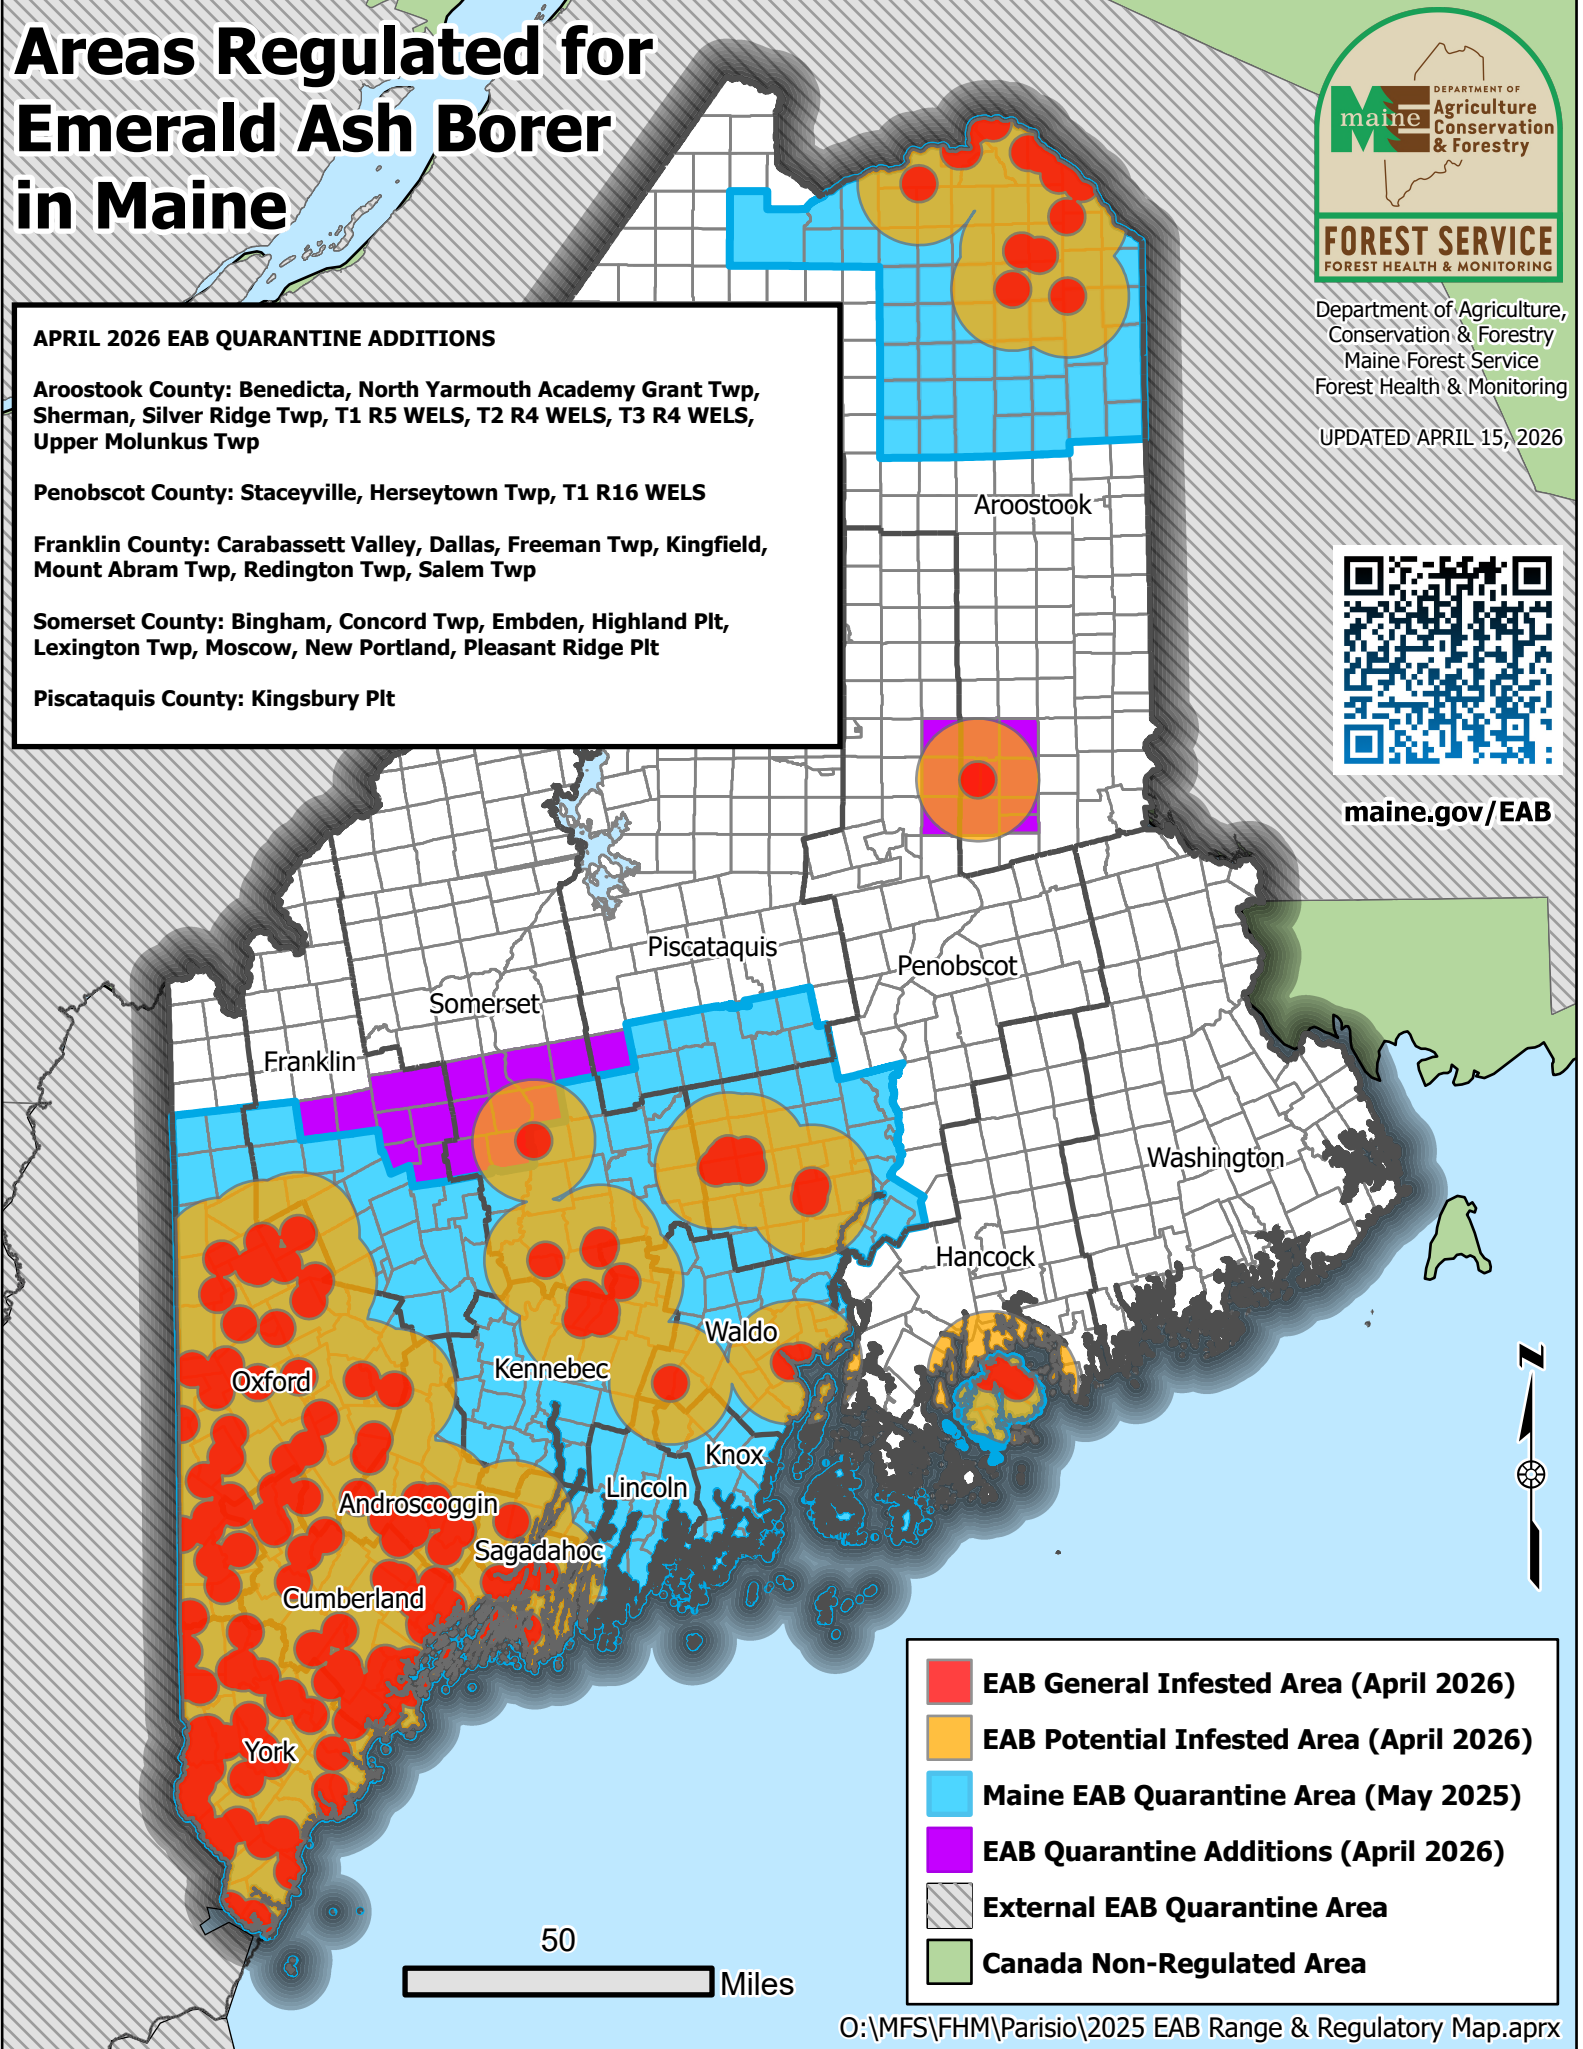 Areas Regulated for
Emerald Ash Borer
in Maine
DEPARTMENT OF
maine
Agriculture
Conservation
& Forestry
FOREST SERVICE
FOREST HEALTH & MONITORING
Department of Agriculture,
Conservation & Forestry
Maine Forest Service
Forest Health & Monitoring
UPDATED APRIL 15, 2026
APRIL 2026 EAB QUARANTINE ADDITIONS
Aroostook County: Benedicta, North Yarmouth Academy Grant Twp,
Sherman, Silver Ridge Twp, T1 R5 WELS, T2 R4 WELS, T3 R4 WELS,
Upper Molunkus Twp
Penobscot County: Staceyville, Herseytown Twp, T1 R16 WELS
Franklin County: Carabassett Valley, Dallas, Freeman Twp, Kingfield,
Mount Abram Twp, Redington Twp, Salem Twp
Somerset County: Bingham, Concord Twp, Embden, Highland Plt,
Lexington Twp, Moscow, New Portland, Pleasant Ridge Plt
Piscataquis County: Kingsbury Plt
maine.gov/EAB
Aroostook
Piscataquis
Penobscot
Somerset
Franklin
Washington
Hancock
Waldo
Kennebec
Oxford
Knox
Lincoln
Androscoggin
Sagadahoc
Cumberland
York
N
EAB General Infested Area (April 2026)
EAB Potential Infested Area (April 2026)
Maine EAB Quarantine Area (May 2025)
EAB Quarantine Additions (April 2026)
External EAB Quarantine Area
Canada Non-Regulated Area
50
Miles
O:\MFS\FHM\Parisio\2025 EAB Range & Regulatory Map.aprx